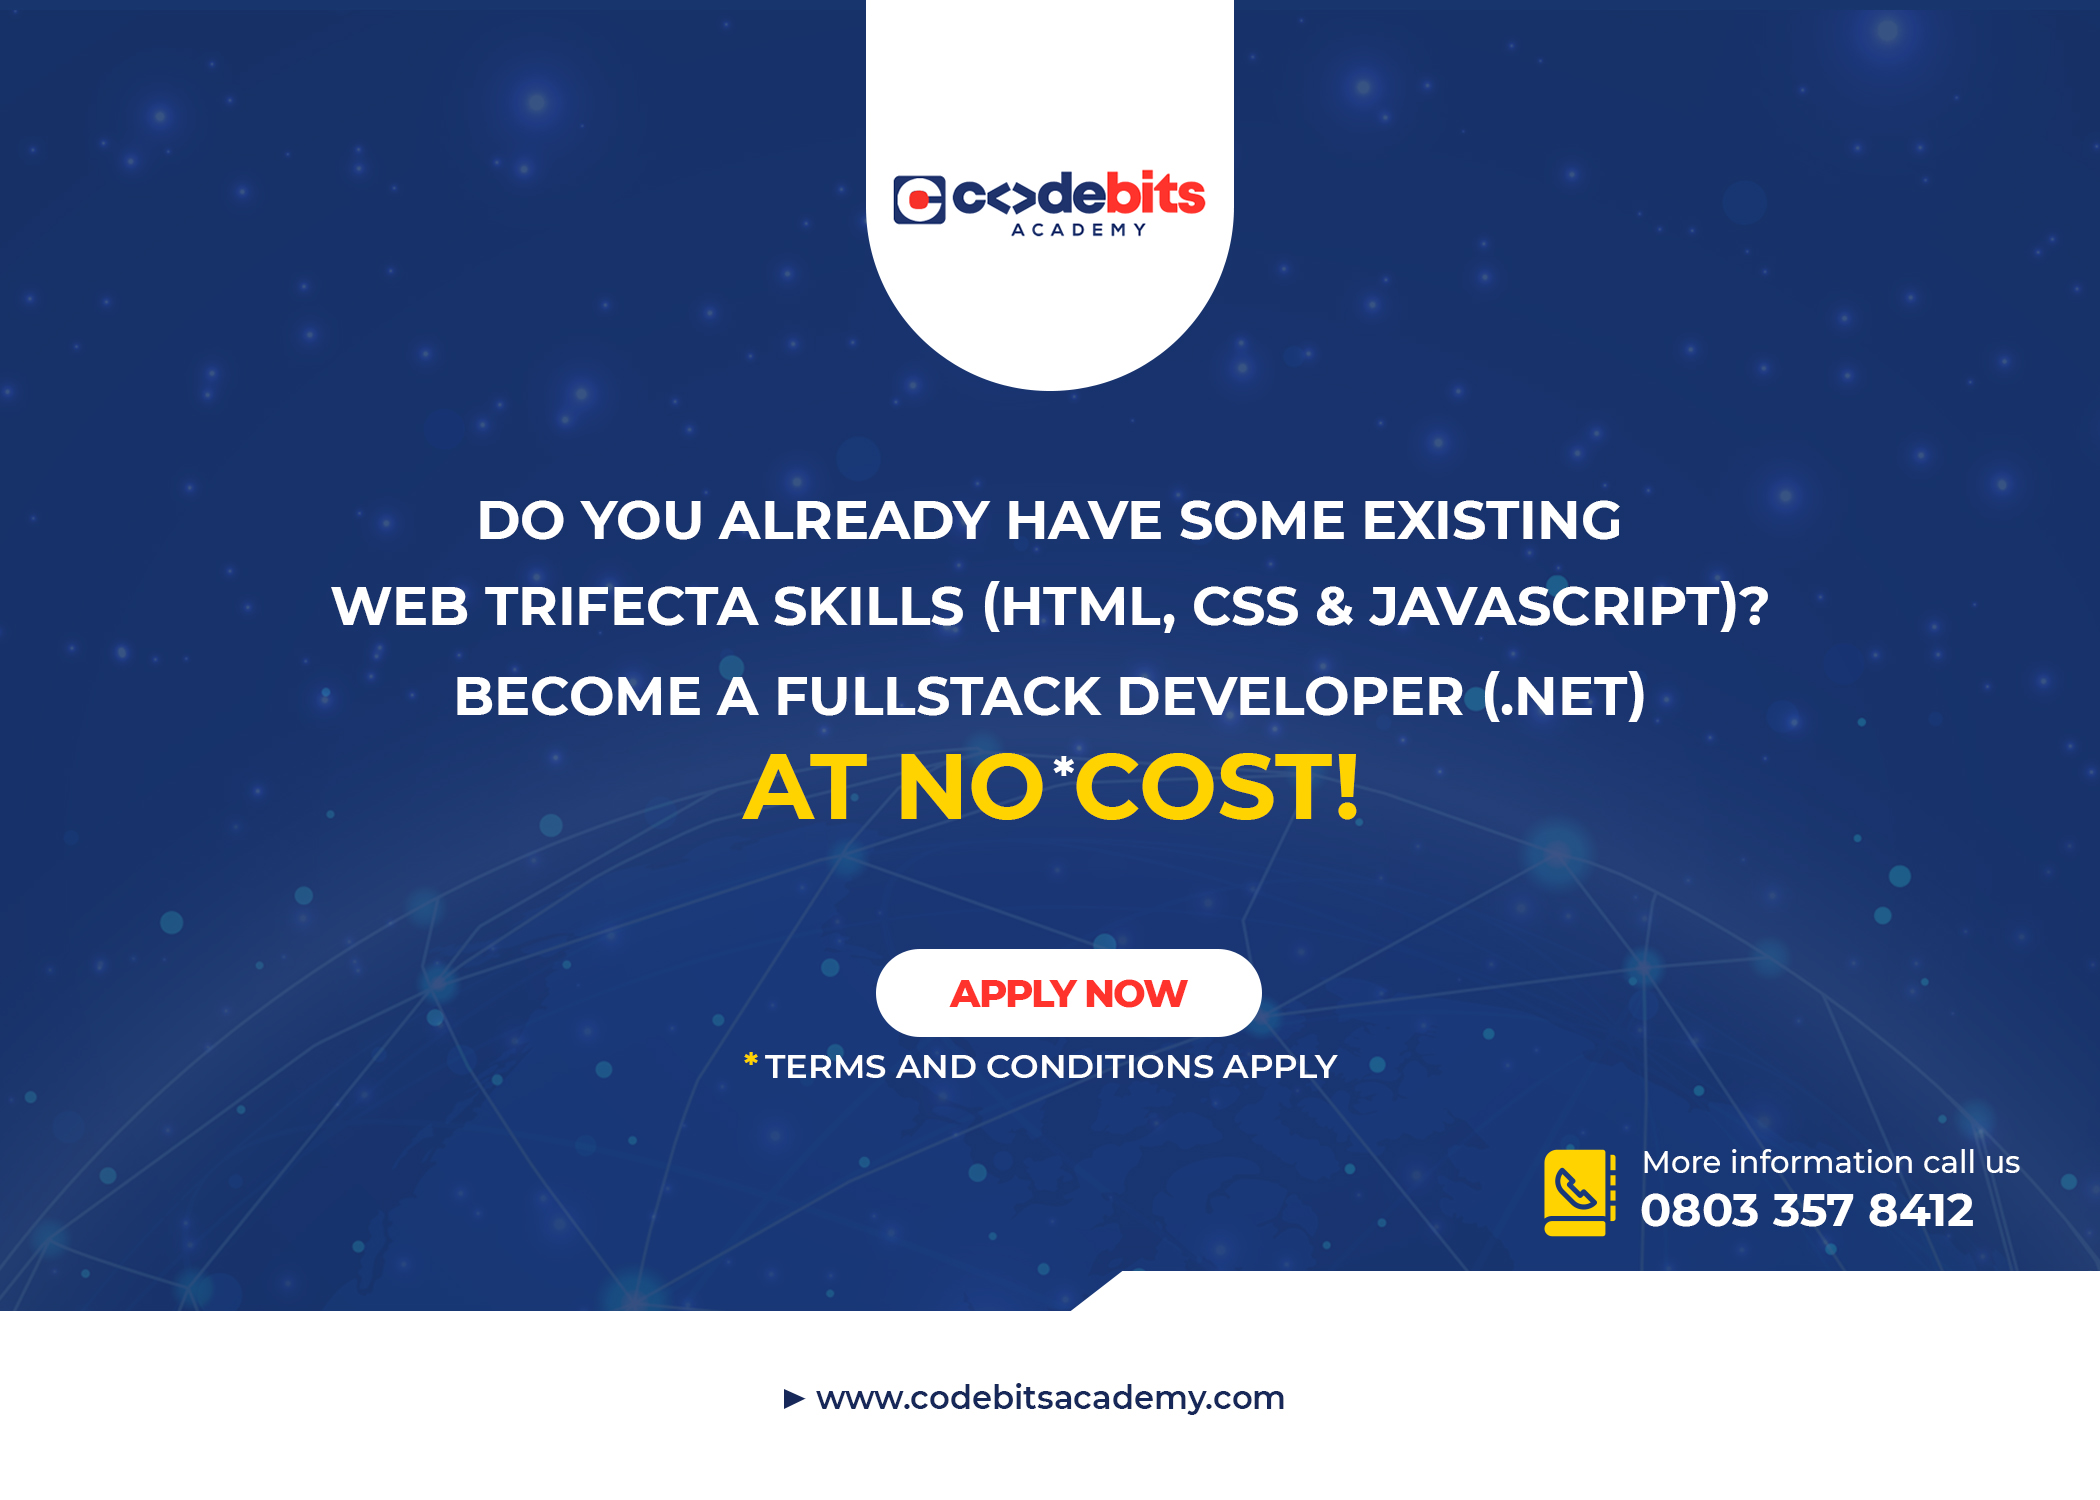 c<>debits
ACADEMY
DO YOU ALREADY HAVE SOME EXISTING
WEB TRIFECTA SKILLS (HTML, CSS & JAVASCRIPT)?
BECOME A FULLSTACK DEVELOPER (.NET)
AT NO *COST!
APPLY NOW
* TERMS AND CONDITIONS APPLY
More information call us
0803 357 8412
www.codebitsacademy.com